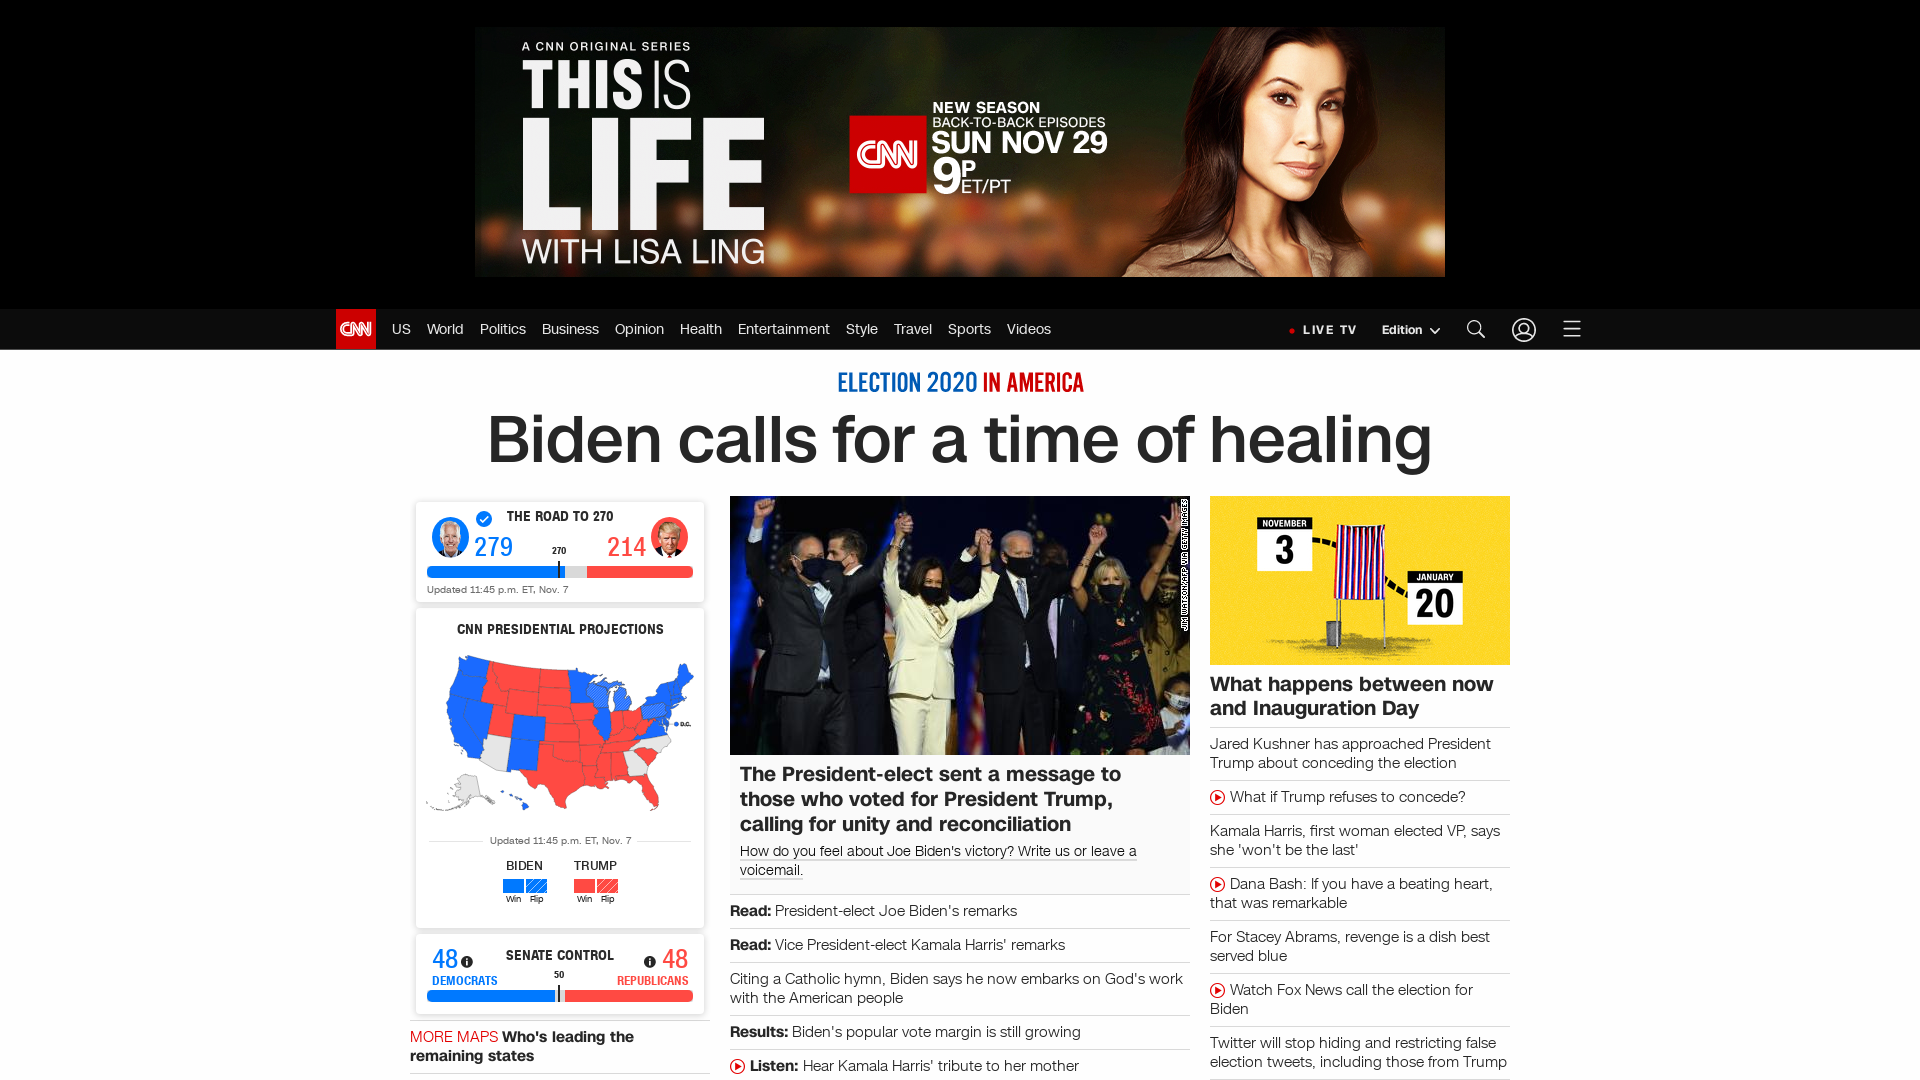 A CNN ORIGINAL SERIES
THIS IS
LIFE
WITH LISA LING
CNN
NEW SEASON
BACK-TO-BACK EPISODES
SUN NOV 29
9P
ET/PT
CNN US World Politics Business Opinion Health Entertainment Style Travel Sports Videos LIVE TV Edition
ELECTION 2020 IN AMERICA
Biden calls for a time of healing
THE ROAD TO 270
279 270 214
Updated 11:45 p.m. ET, Nov. 7
CNN PRESIDENTIAL PROJECTIONS
D.C.
Updated 11:45 p.m. ET, Nov. 7
BIDEN TRUMP
Win Flip Win Flip
48 SENATE CONTROL 48
DEMOCRATS 50 REPUBLICANS
MORE MAPS Who's leading the
remaining states
JIM WATSON/AFP VIA GETTY IMAGES
The President-elect sent a message to
those who voted for President Trump,
calling for unity and reconciliation
How do you feel about Joe Biden's victory? Write us or leave a
voicemail.
Read: President-elect Joe Biden's remarks
Read: Vice President-elect Kamala Harris' remarks
Citing a Catholic hymn, Biden says he now embarks on God's work
with the American people
Results: Biden's popular vote margin is still growing
Listen: Hear Kamala Harris' tribute to her mother
NOVEMBER
3
JANUARY
20
What happens between now
and Inauguration Day
Jared Kushner has approached President
Trump about conceding the election
What if Trump refuses to concede?
Kamala Harris, first woman elected VP, says
she 'won't be the last'
Dana Bash: If you have a beating heart,
that was remarkable
For Stacey Abrams, revenge is a dish best
served blue
Watch Fox News call the election for
Biden
Twitter will stop hiding and restricting false
election tweets, including those from Trump